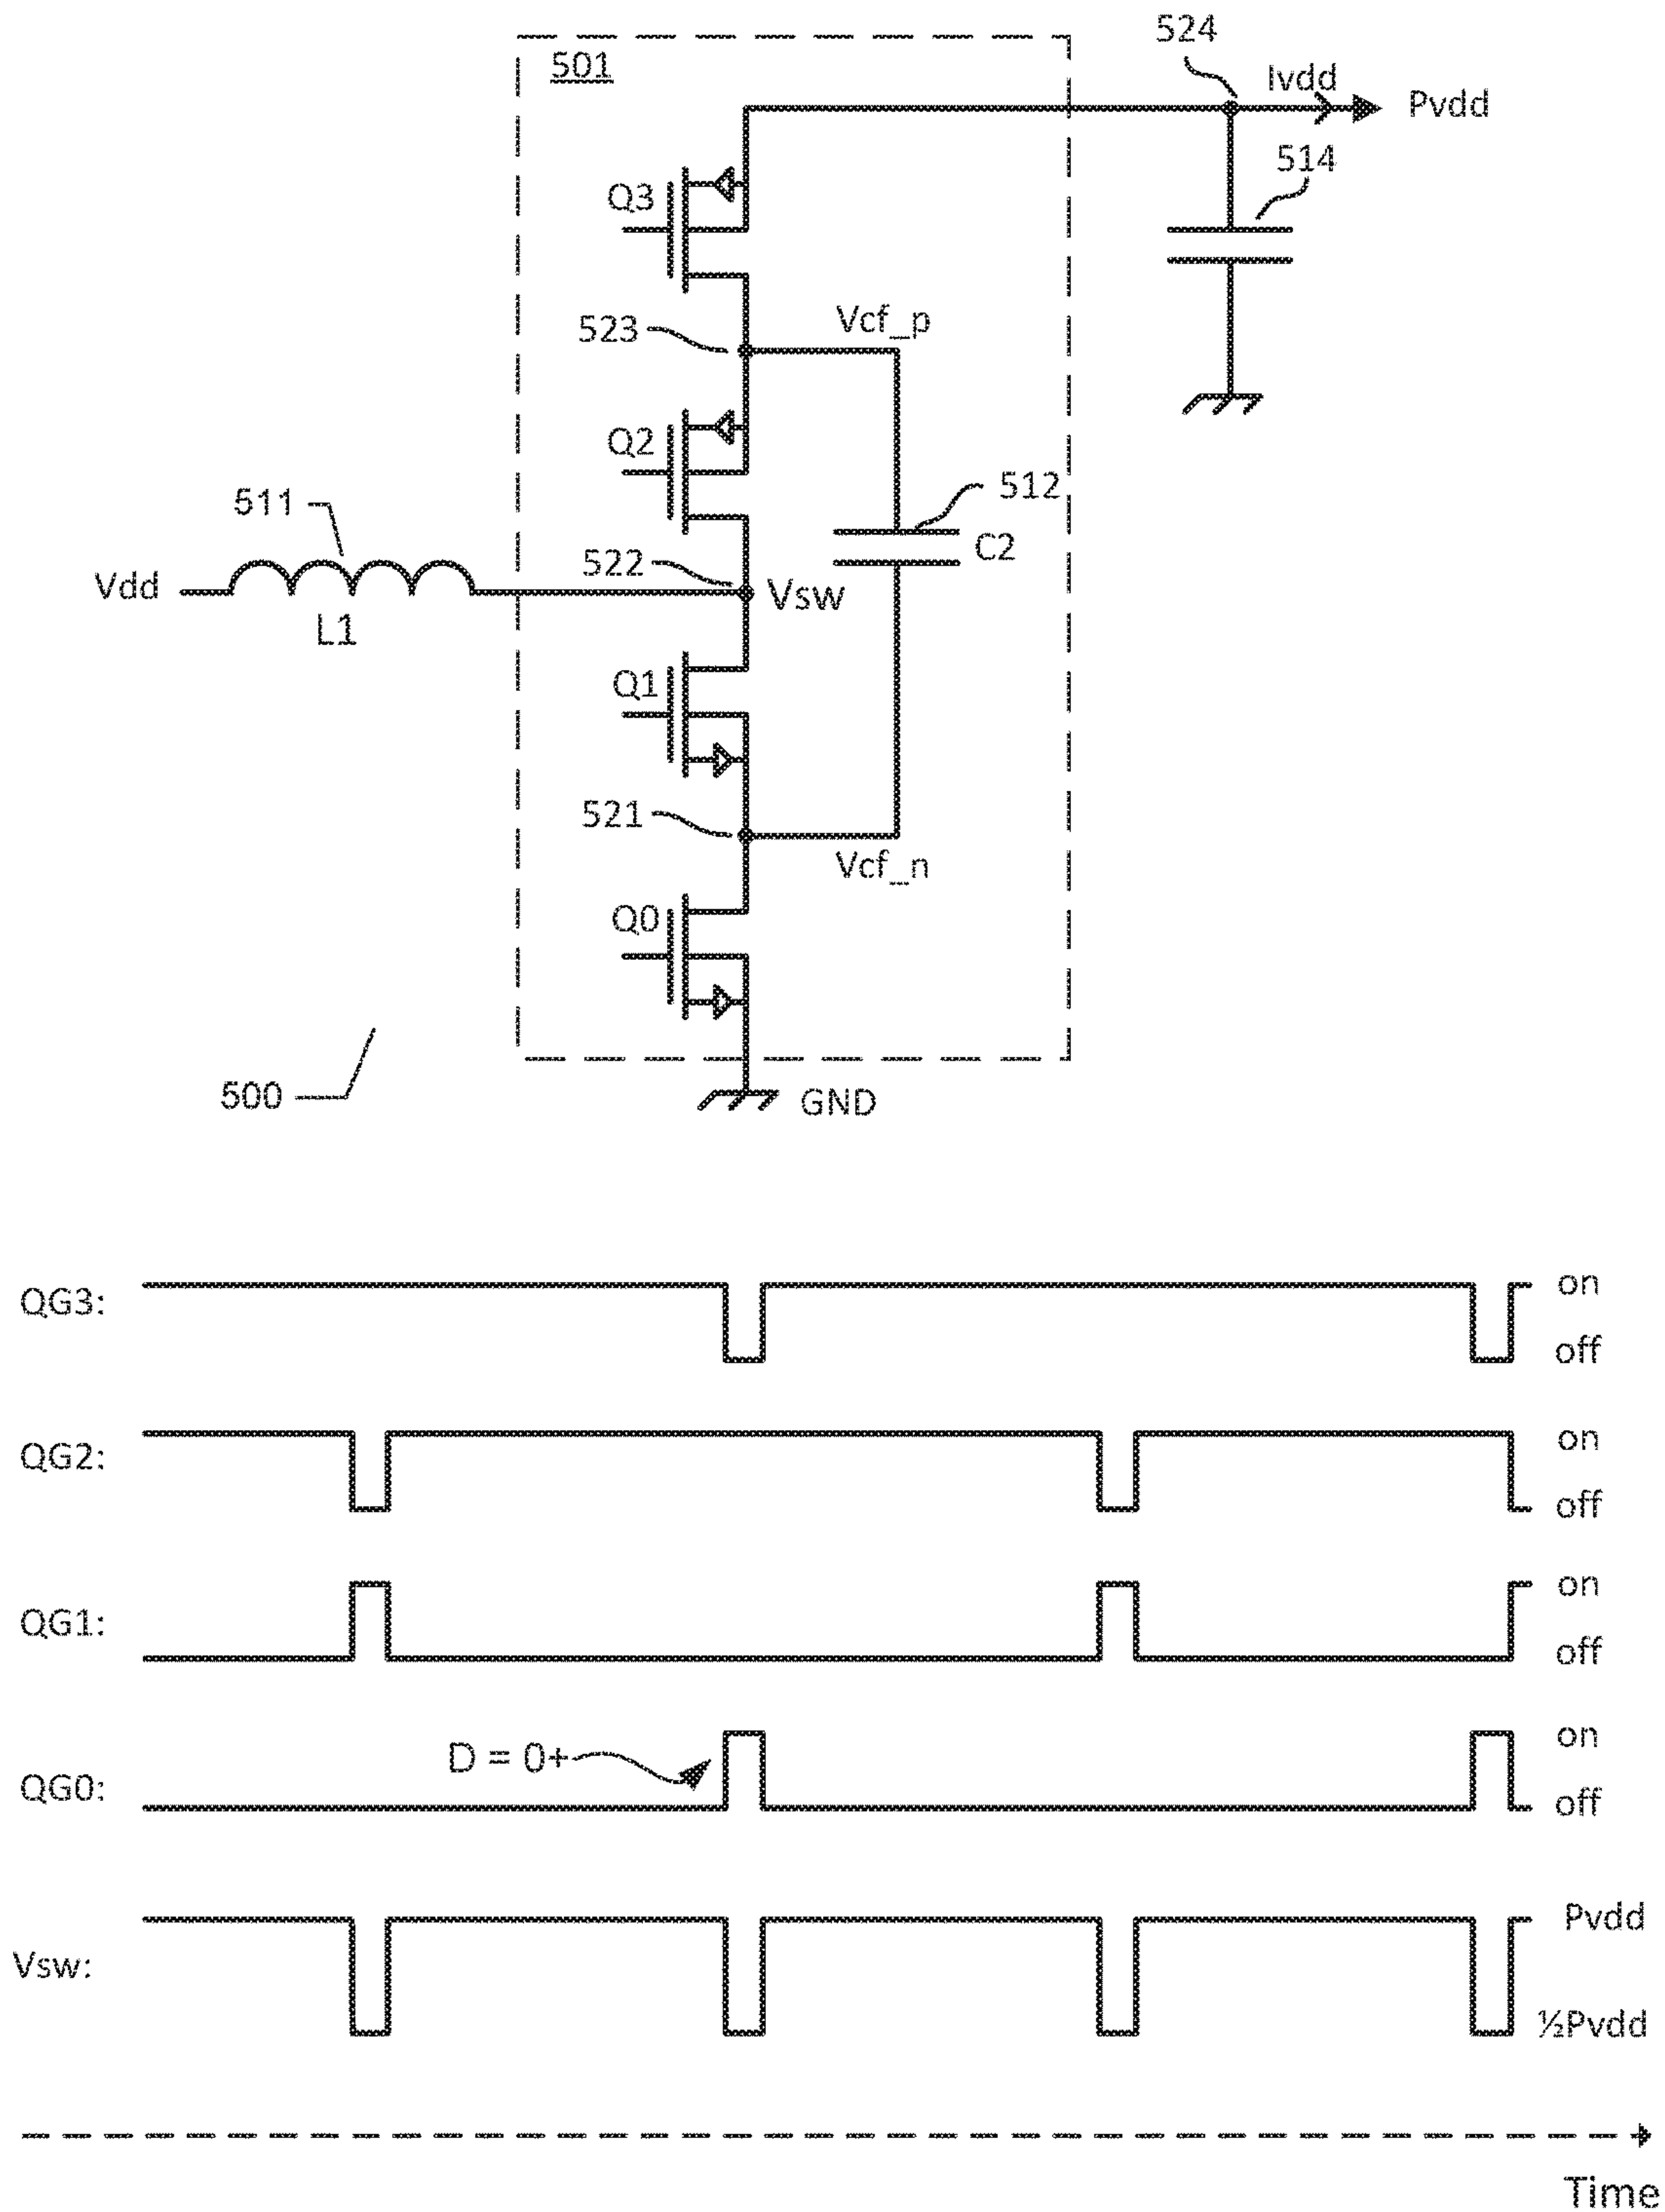 524
501
Ivdd
Pvdd
514
Q3
523
Vcf_p
Q2
512
511
C2
522
Vdd
Vsw
L1
Q1
521
Vcf_n
Q0
500
GND
QG3:
on
off
QG2:
on
off
QG1:
on
off
QG0:
D = 0+
on
off
Vsw:
Pvdd
½Pvdd
Time